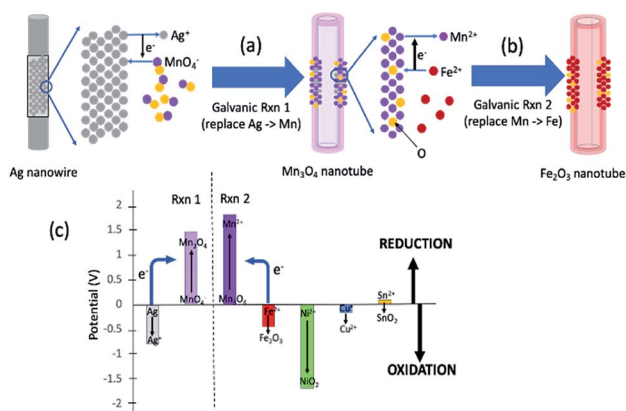 Ag⁺
e⁻
MnO₄⁻
Ag nanowire
(a)
Galvanic Rxn 1
(replace Ag -> Mn)
Mn₃O₄ nanotube
Mn²⁺
e⁻
Fe²⁺
O
(b)
Galvanic Rxn 2
(replace Mn -> Fe)
Fe₂O₃ nanotube
(c)
Rxn 1
Rxn 2
Potential (V)
2
1.5
1
0.5
0
-0.5
-1
-1.5
-2
e⁻
Ag
Ag⁺
Mn₃O₄
MnO₄⁻
Mn²⁺
Mn₃O₄
e⁻
Fe²⁺
Fe₂O₃
Ni²⁺
NiO₂
Cu⁺
Cu²⁺
Sn²⁺
SnO₂
REDUCTION
OXIDATION